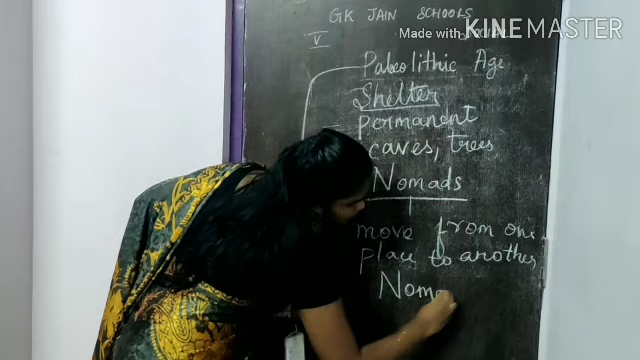 GK JAIN SCHOOLS
Made with KINEMASTER
V
Paleolithic Age
Shelter
permanent
caves, trees
Nomads
move from one
place to another
Nom